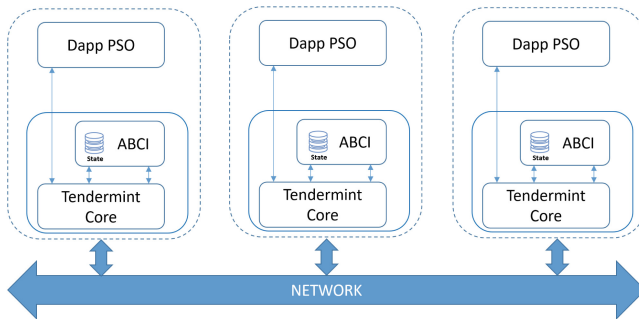 Dapp PSO
Dapp PSO
Dapp PSO
ABCI
State
ABCI
State
ABCI
State
Tendermint
Core
Tendermint
Core
Tendermint
Core
NETWORK